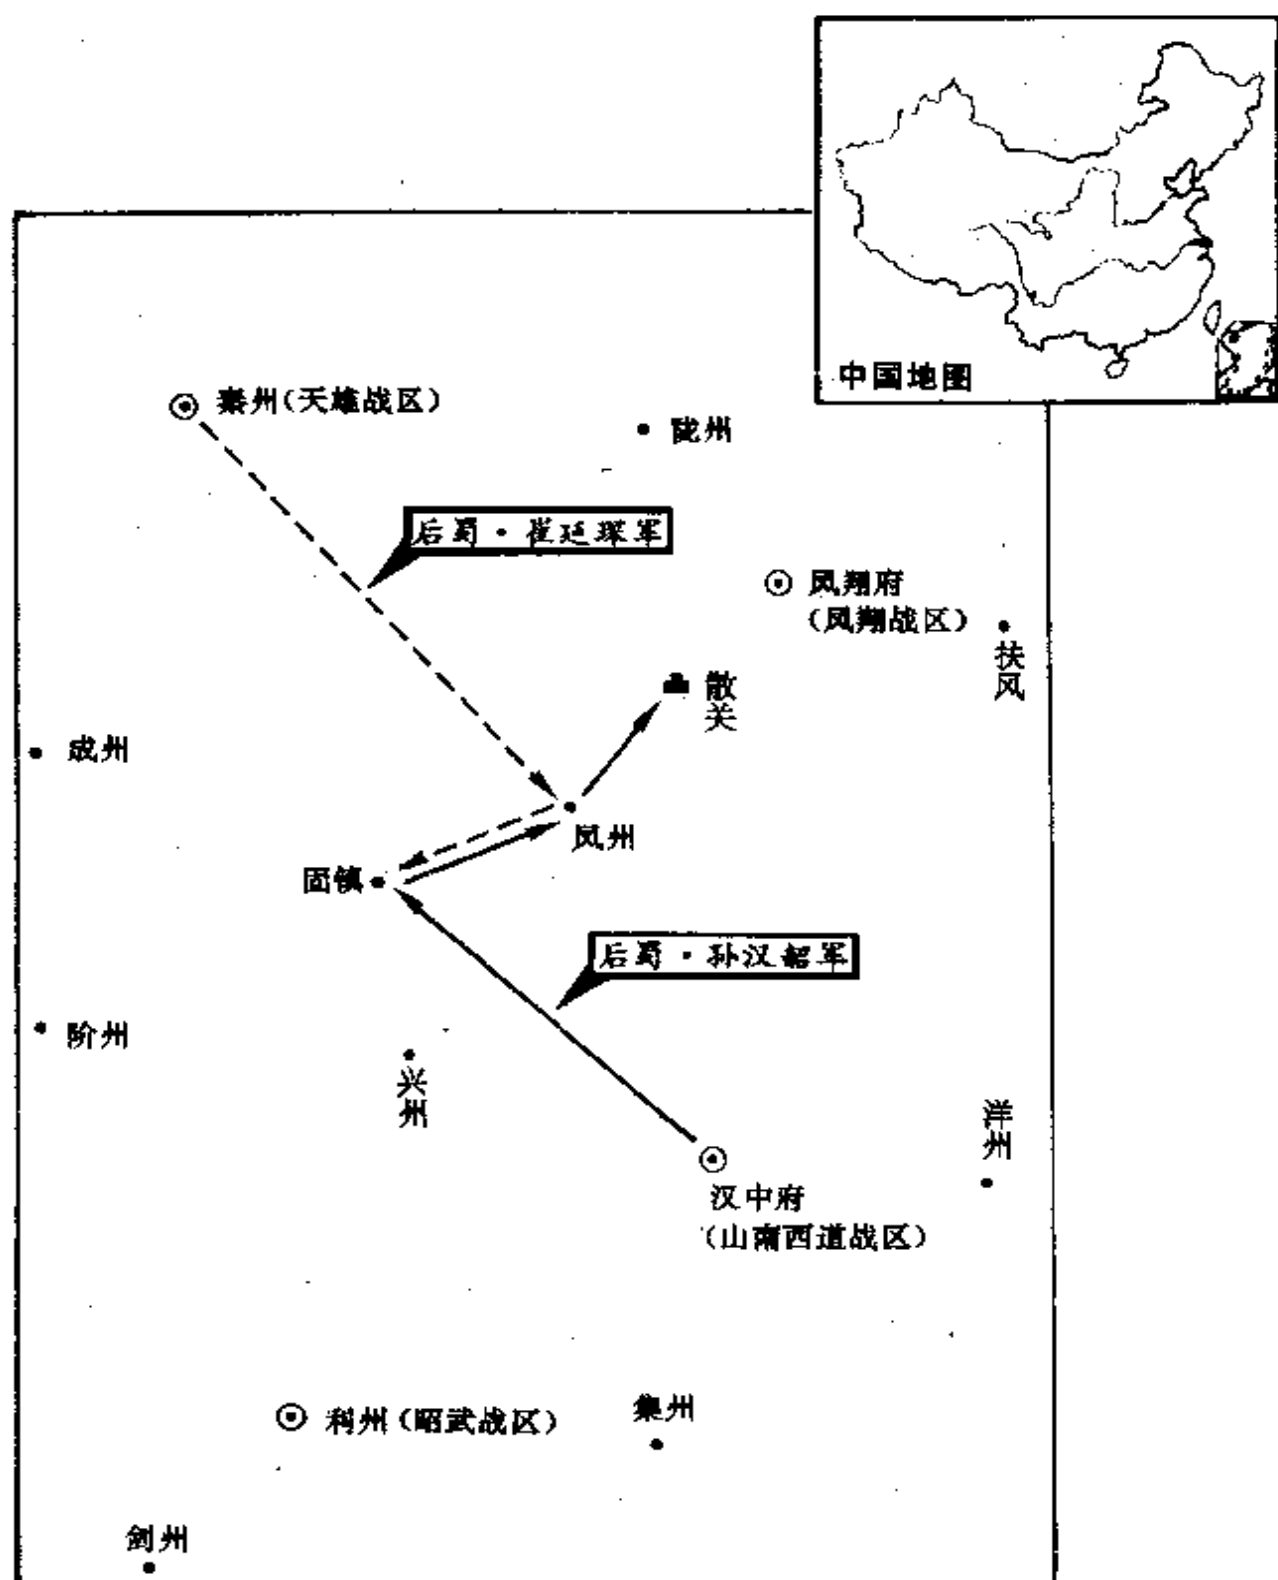 中国地图
秦州(天雄战区)
陇州
后蜀·崔廷琛军
凤翔府
(凤翔战区)
扶风
散关
成州
凤州
固镇
后蜀·孙汉韶军
阶州
兴州
洋州
汉中府
(山南西道战区)
利州(昭武战区)
集州
剑州